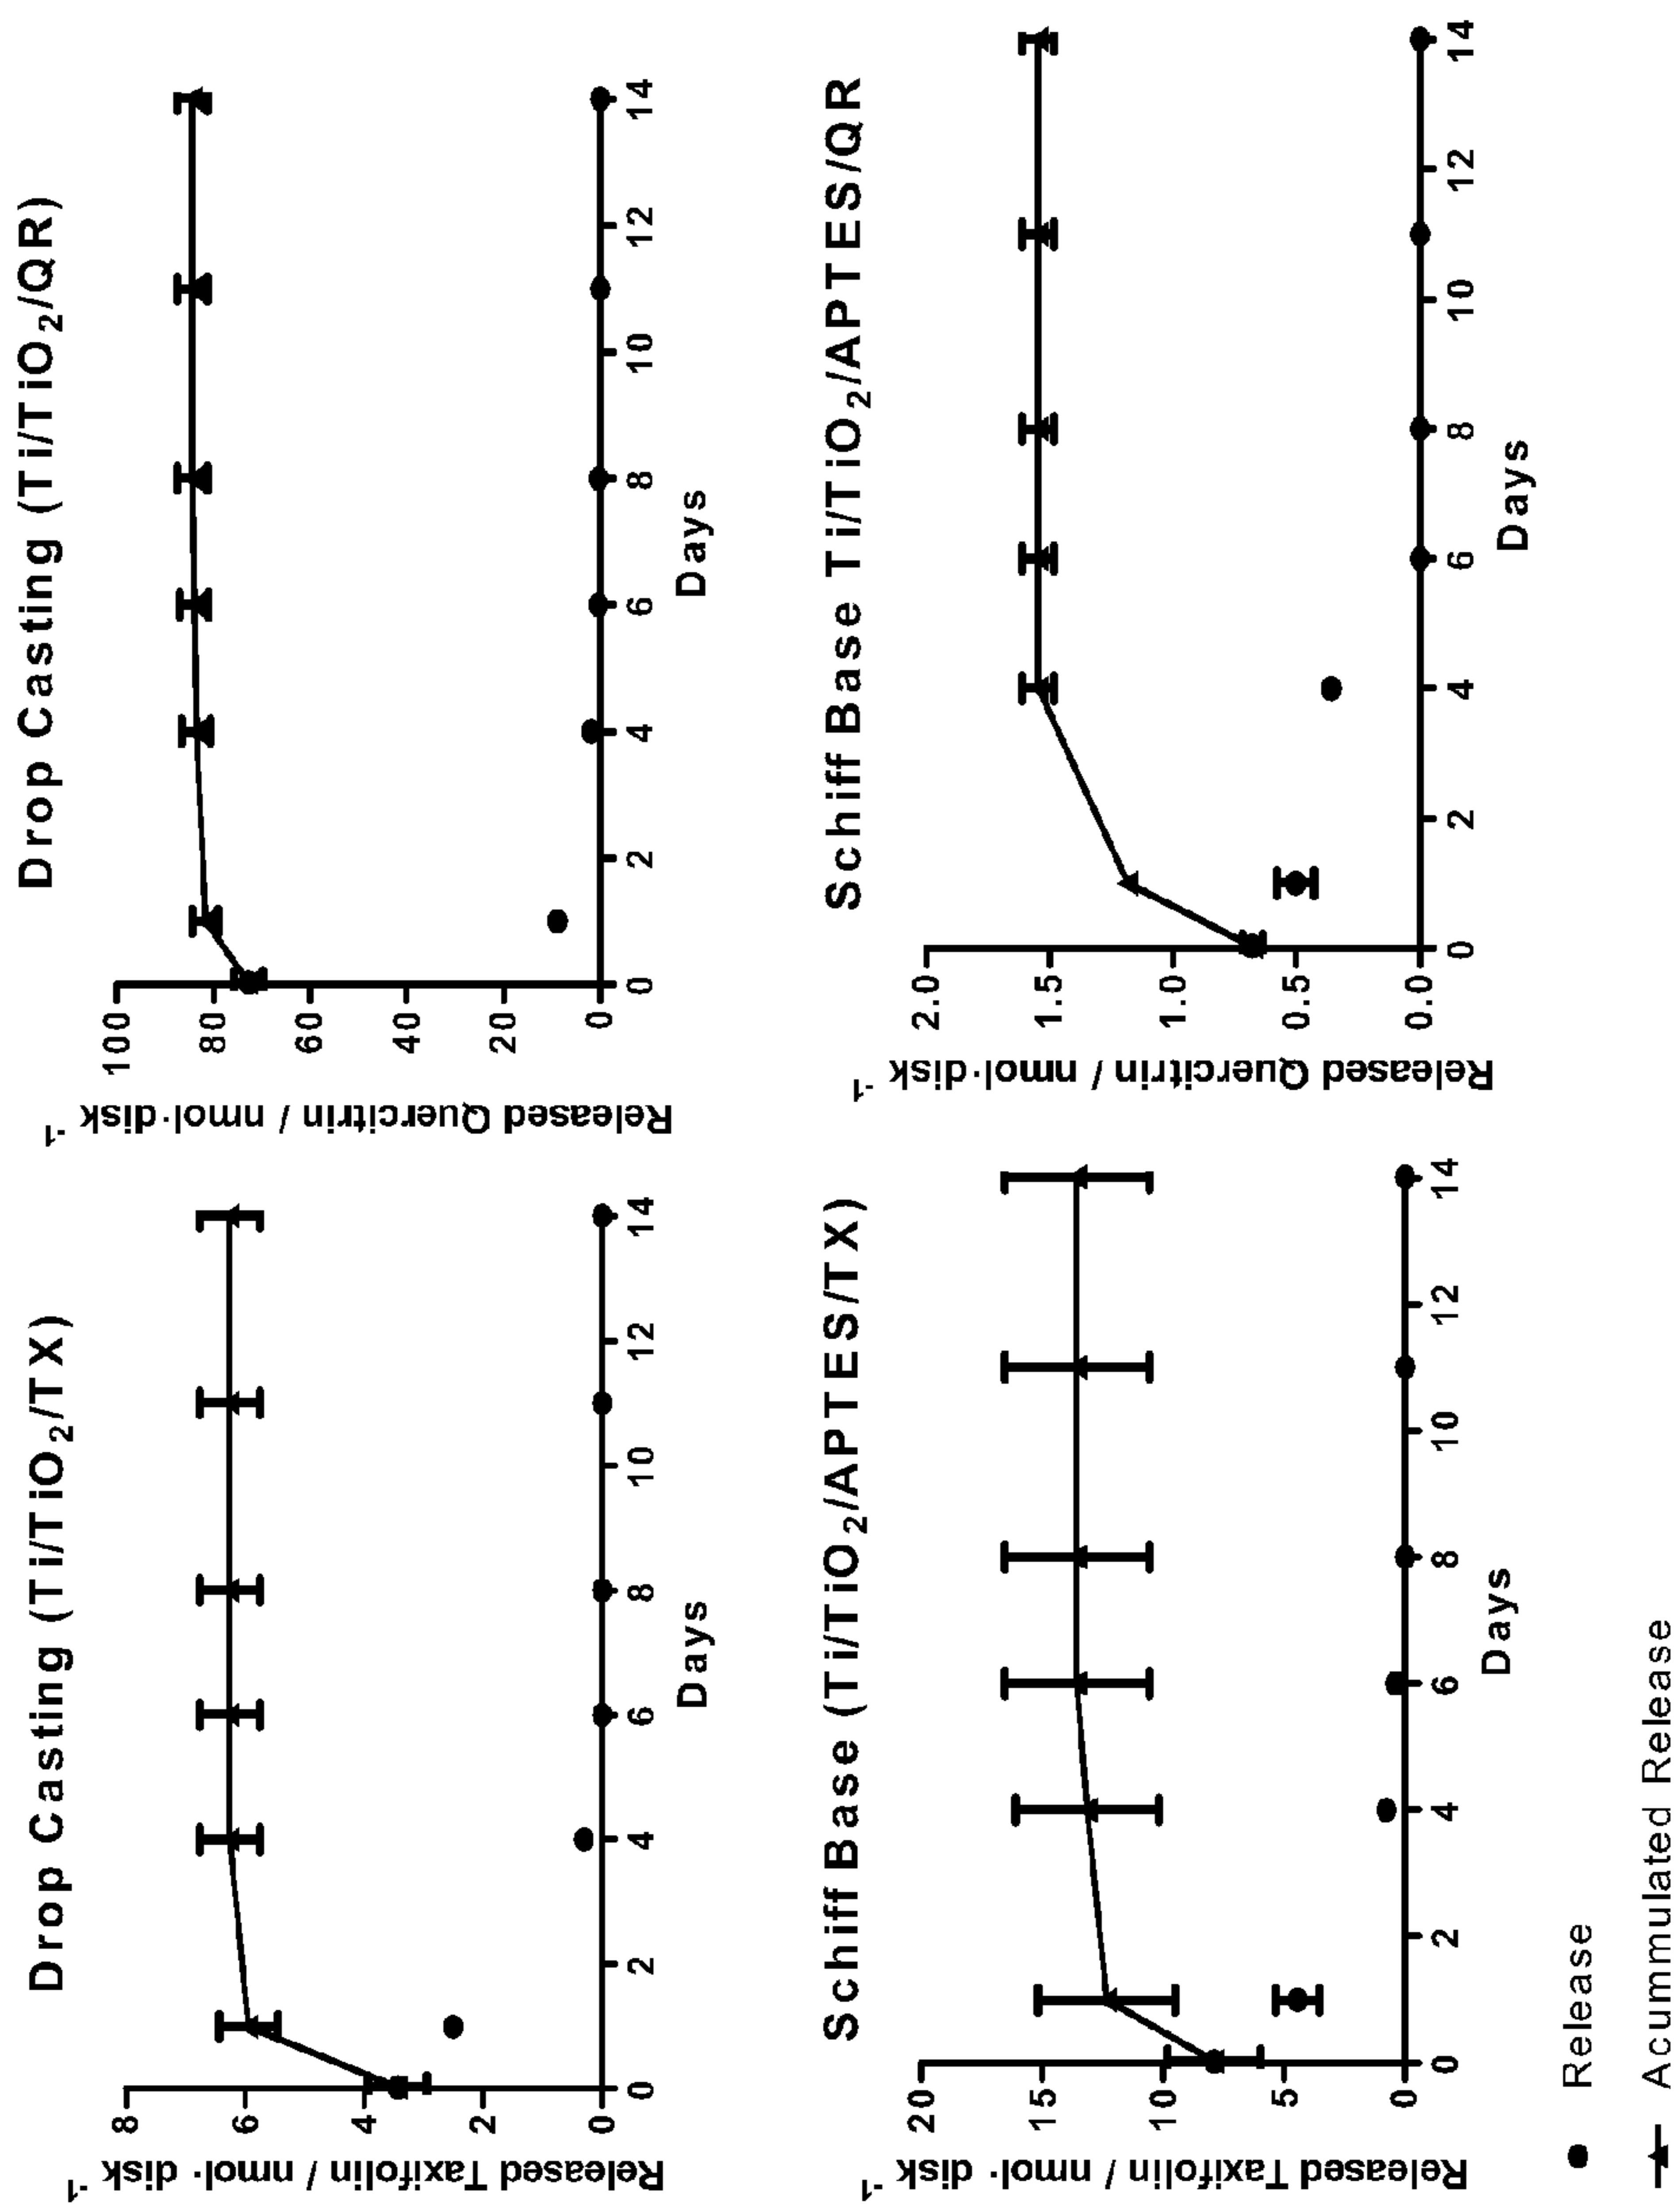 Drop Casting (Ti/TiO2/TX)
Released Taxifolin / nmol· disk -1
8
6
4
2
0
0 2 4 6 8 10 12 14
Days
Drop Casting (Ti/TiO2/QR)
Released Quercitrin / nmol·disk -1
100
80
60
40
20
0
0 2 4 6 8 10 12 14
Days
Schiff Base (Ti/TiO2/APTES/TX)
Released Taxifolin / nmol· disk -1
20
15
10
5
0
0 2 4 6 8 10 12 14
Days
Schiff Base Ti/TiO2/APTES/QR
Released Quercitrin / nmol·disk -1
2.0
1.5
1.0
0.5
0.0
0 2 4 6 8 10 12 14
Days
Release
Acummulated Release